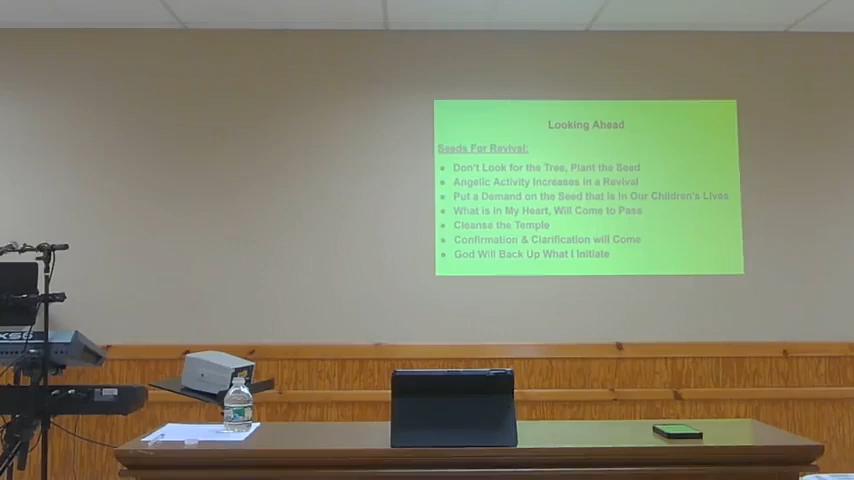 Looking Ahead
Seeds For Revival:
● Don't Look for the Tree, Plant the Seed
● Angelic Activity Increases in a Revival
● Put a Demand on the Seed that is in Our Children's Lives
● What is in My Heart, Will Come to Pass
● Cleanse the Temple
● Confirmation & Clarification will Come
● God Will Back Up What I Initiate